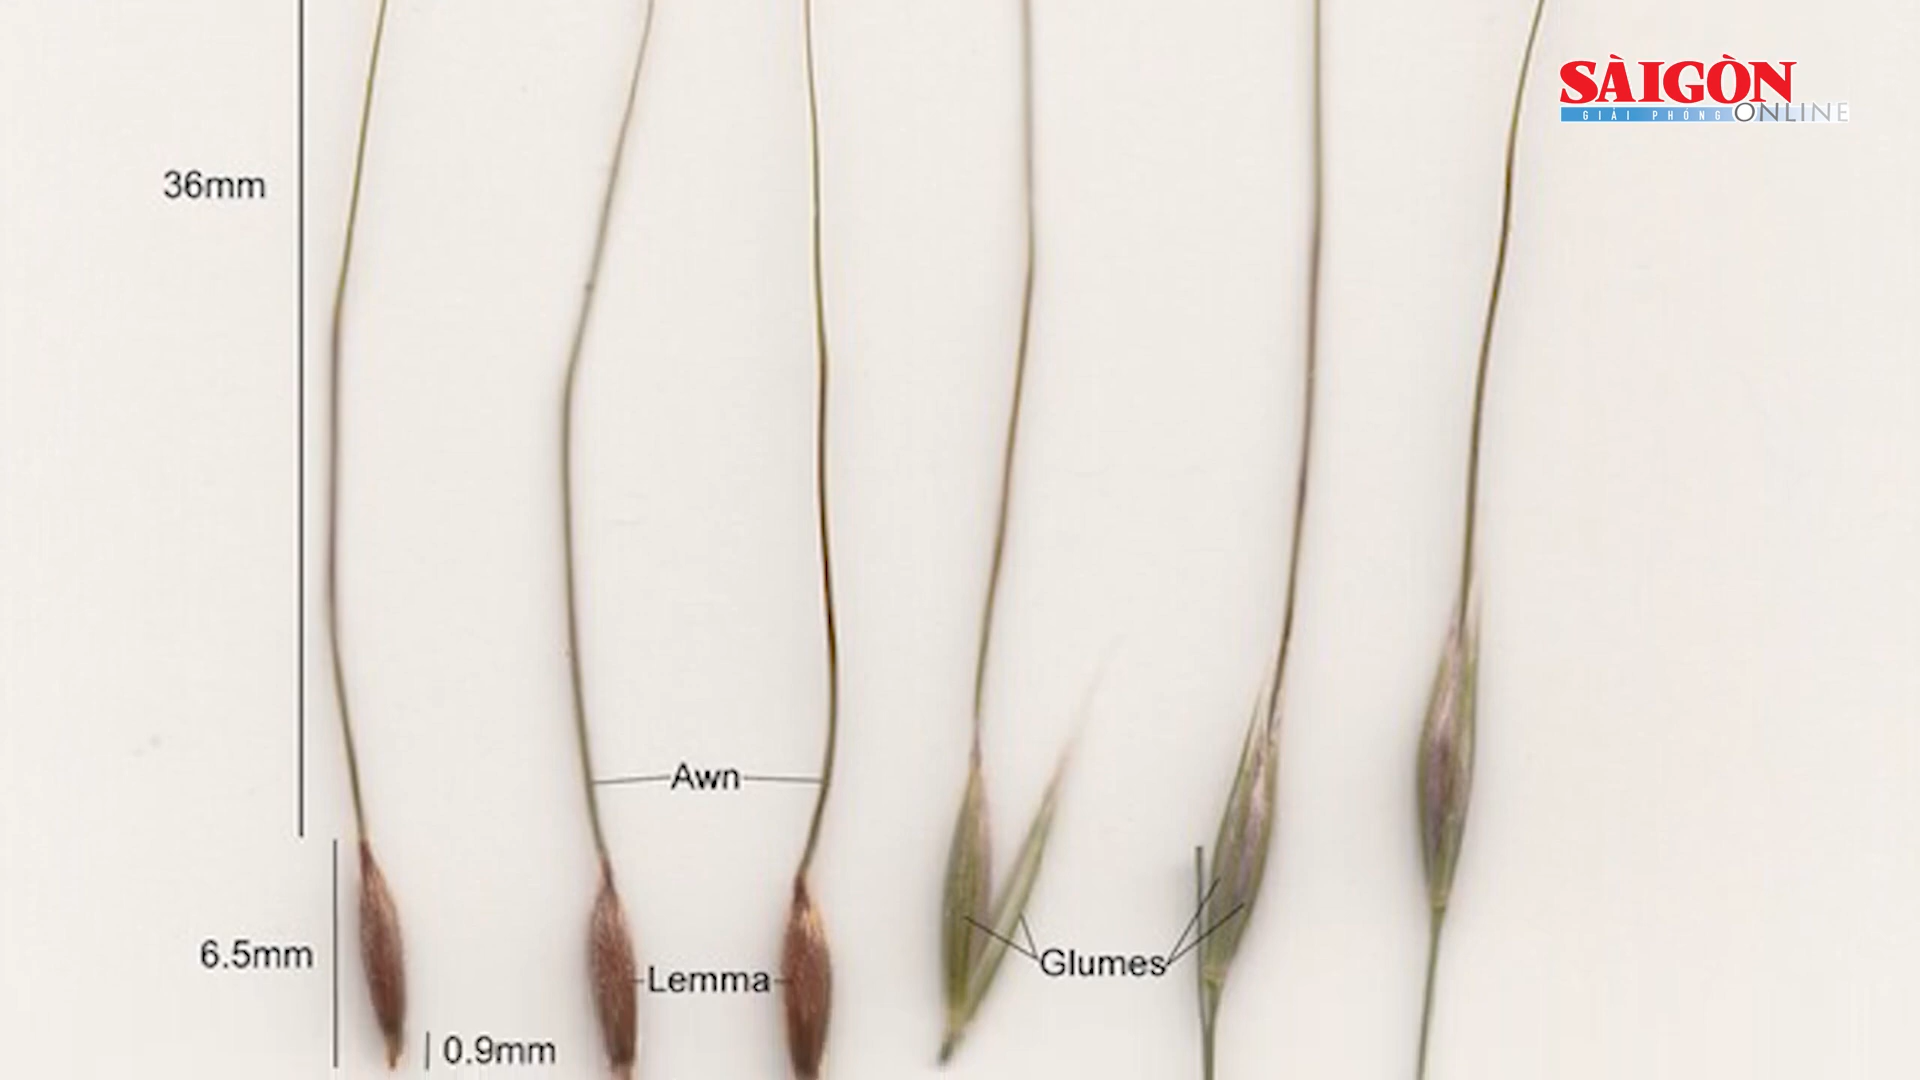 SÀIGÒN
GIẢI PHÓNG ONLINE
36mm
Awn
6.5mm
Lemma
Glumes
0.9mm